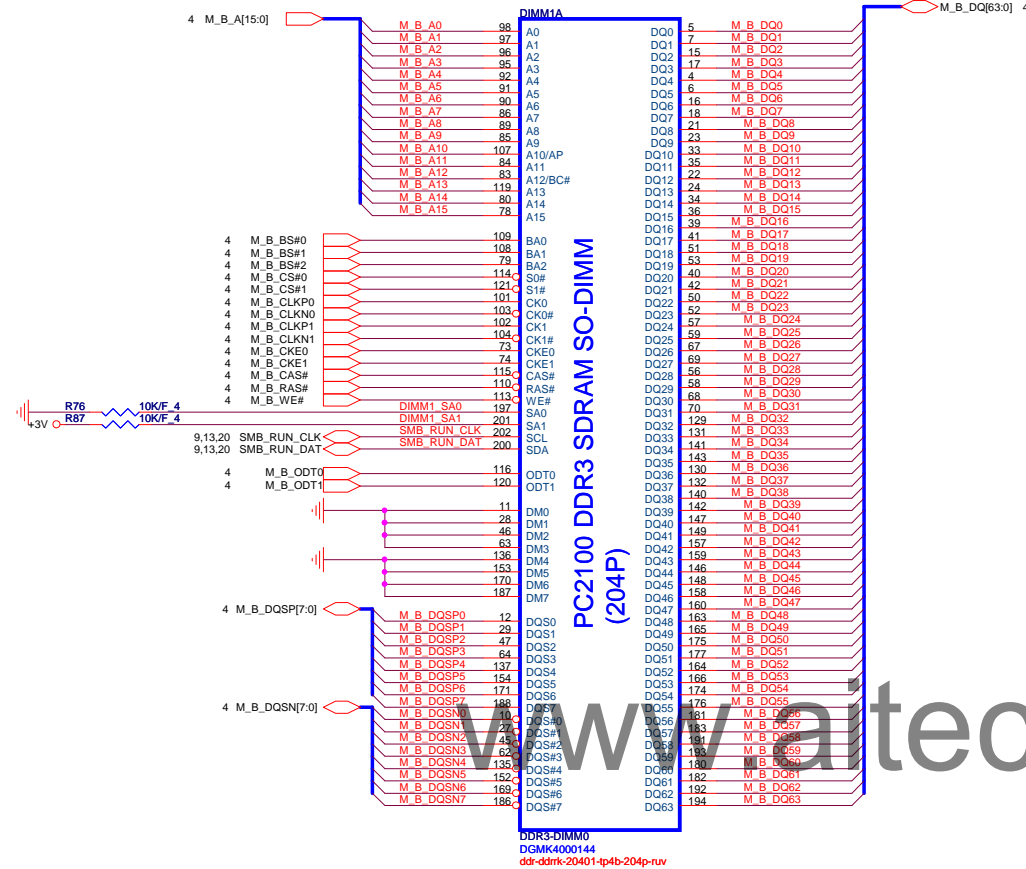 4 M_B_A[15:0]
DIMM1A
M_B_DQ[63:0] 4
M_B_A0 98 A0 DQ0 5 M_B_DQ0
M_B_A1 97 A1 DQ1 7 M_B_DQ1
M_B_A2 96 A2 DQ2 15 M_B_DQ2
M_B_A3 95 A3 DQ3 17 M_B_DQ3
M_B_A4 92 A4 DQ4 4 M_B_DQ4
M_B_A5 91 A5 DQ5 6 M_B_DQ5
M_B_A6 90 A6 DQ6 16 M_B_DQ6
M_B_A7 86 A7 DQ7 18 M_B_DQ7
M_B_A8 89 A8 DQ8 21 M_B_DQ8
M_B_A9 85 A9 DQ9 23 M_B_DQ9
M_B_A10 107 A10/AP DQ10 33 M_B_DQ10
M_B_A11 84 A11 DQ11 35 M_B_DQ11
M_B_A12 83 A12/BC# DQ12 22 M_B_DQ12
M_B_A13 119 A13 DQ13 24 M_B_DQ13
M_B_A14 80 A14 DQ14 34 M_B_DQ14
M_B_A15 78 A15 DQ15 36 M_B_DQ15
DQ16 39 M_B_DQ16
4 M_B_BS#0 109 BA0 DQ17 41 M_B_DQ17
4 M_B_BS#1 108 BA1 DQ18 51 M_B_DQ18
4 M_B_BS#2 79 BA2 DQ19 53 M_B_DQ19
4 M_B_CS#0 114 S0# DQ20 40 M_B_DQ20
4 M_B_CS#1 121 S1# DQ21 42 M_B_DQ21
4 M_B_CLKP0 101 CK0 DQ22 50 M_B_DQ22
4 M_B_CLKN0 103 CK0# DQ23 52 M_B_DQ23
4 M_B_CLKP1 102 CK1 DQ24 57 M_B_DQ24
4 M_B_CLKN1 104 CK1# DQ25 59 M_B_DQ25
4 M_B_CKE0 73 CKE0 DQ26 67 M_B_DQ26
4 M_B_CKE1 74 CKE1 DQ27 69 M_B_DQ27
4 M_B_CAS# 115 CAS# DQ28 56 M_B_DQ28
4 M_B_RAS# 110 RAS# DQ29 58 M_B_DQ29
4 M_B_WE# 113 WE# DQ30 68 M_B_DQ30
R76 10K/F_4 DIMM1_SA0 197 SA0 DQ31 70 M_B_DQ31
+3V R87 10K/F_4 DIMM1_SA1 201 SA1 DQ32 129 M_B_DQ32
9,13,20 SMB_RUN_CLK SMB_RUN_CLK 202 SCL DQ33 131 M_B_DQ33
9,13,20 SMB_RUN_DAT SMB_RUN_DAT 200 SDA DQ34 141 M_B_DQ34
DQ35 143 M_B_DQ35
4 M_B_ODT0 116 ODT0 DQ36 130 M_B_DQ36
4 M_B_ODT1 120 ODT1 DQ37 132 M_B_DQ37
DQ38 140 M_B_DQ38
11 DM0 DQ39 142 M_B_DQ39
28 DM1 DQ40 147 M_B_DQ40
46 DM2 DQ41 149 M_B_DQ41
63 DM3 DQ42 157 M_B_DQ42
136 DM4 DQ43 159 M_B_DQ43
153 DM5 DQ44 146 M_B_DQ44
170 DM6 DQ45 148 M_B_DQ45
187 DM7 DQ46 158 M_B_DQ46
DQ47 160 M_B_DQ47
4 M_B_DQSP[7:0]
M_B_DQSP0 12 DQS0 DQ48 163 M_B_DQ48
M_B_DQSP1 29 DQS1 DQ49 165 M_B_DQ49
M_B_DQSP2 47 DQS2 DQ50 175 M_B_DQ50
M_B_DQSP3 64 DQS3 DQ51 177 M_B_DQ51
M_B_DQSP4 137 DQS4 DQ52 164 M_B_DQ52
M_B_DQSP5 154 DQS5 DQ53 166 M_B_DQ53
M_B_DQSP6 171 DQS6 DQ54 174 M_B_DQ54
M_B_DQSP7 188 DQS7 DQ55 176 M_B_DQ55
4 M_B_DQSN[7:0]
M_B_DQSN0 10 DQS#0 DQ56 181 M_B_DQ56
M_B_DQSN1 27 DQS#1 DQ57 183 M_B_DQ57
M_B_DQSN2 45 DQS#2 DQ58 191 M_B_DQ58
M_B_DQSN3 62 DQS#3 DQ59 193 M_B_DQ59
M_B_DQSN4 135 DQS#4 DQ60 180 M_B_DQ60
M_B_DQSN5 152 DQS#5 DQ61 182 M_B_DQ61
M_B_DQSN6 169 DQS#6 DQ62 192 M_B_DQ62
M_B_DQSN7 186 DQS#7 DQ63 194 M_B_DQ63
PC2100 DDR3 SDRAM SO-DIMM
(204P)
www.aitec
DDR3-DIMM0
DGMK4000144
ddr-ddrrk-20401-tp4b-204p-ruv